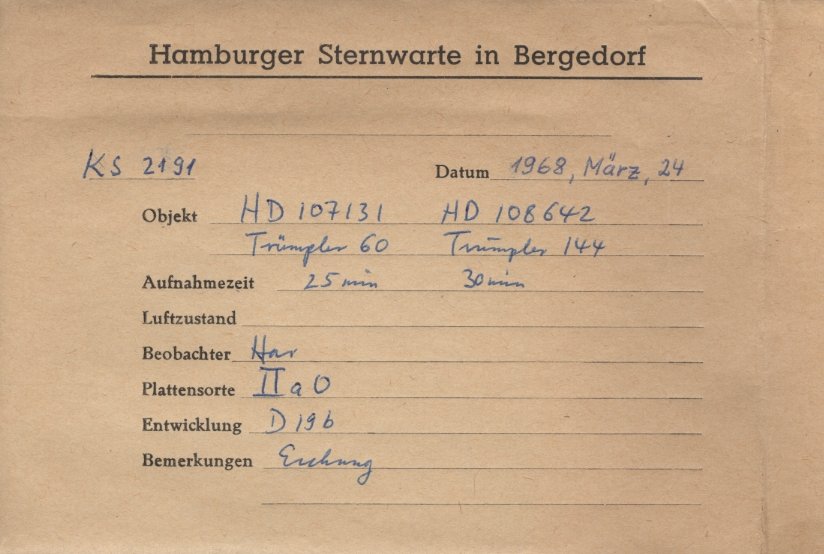 Hamburger Sternwarte in Bergedorf
KS 2191 Datum 1968, März, 24
Objekt HD 107131 HD 108642
Trümpler 60 Trümpler 144
Aufnahmezeit 25 min 30 min
Luftzustand
Beobachter Har
Plattensorte II a O
Entwicklung D 19 b
Bemerkungen Eichung